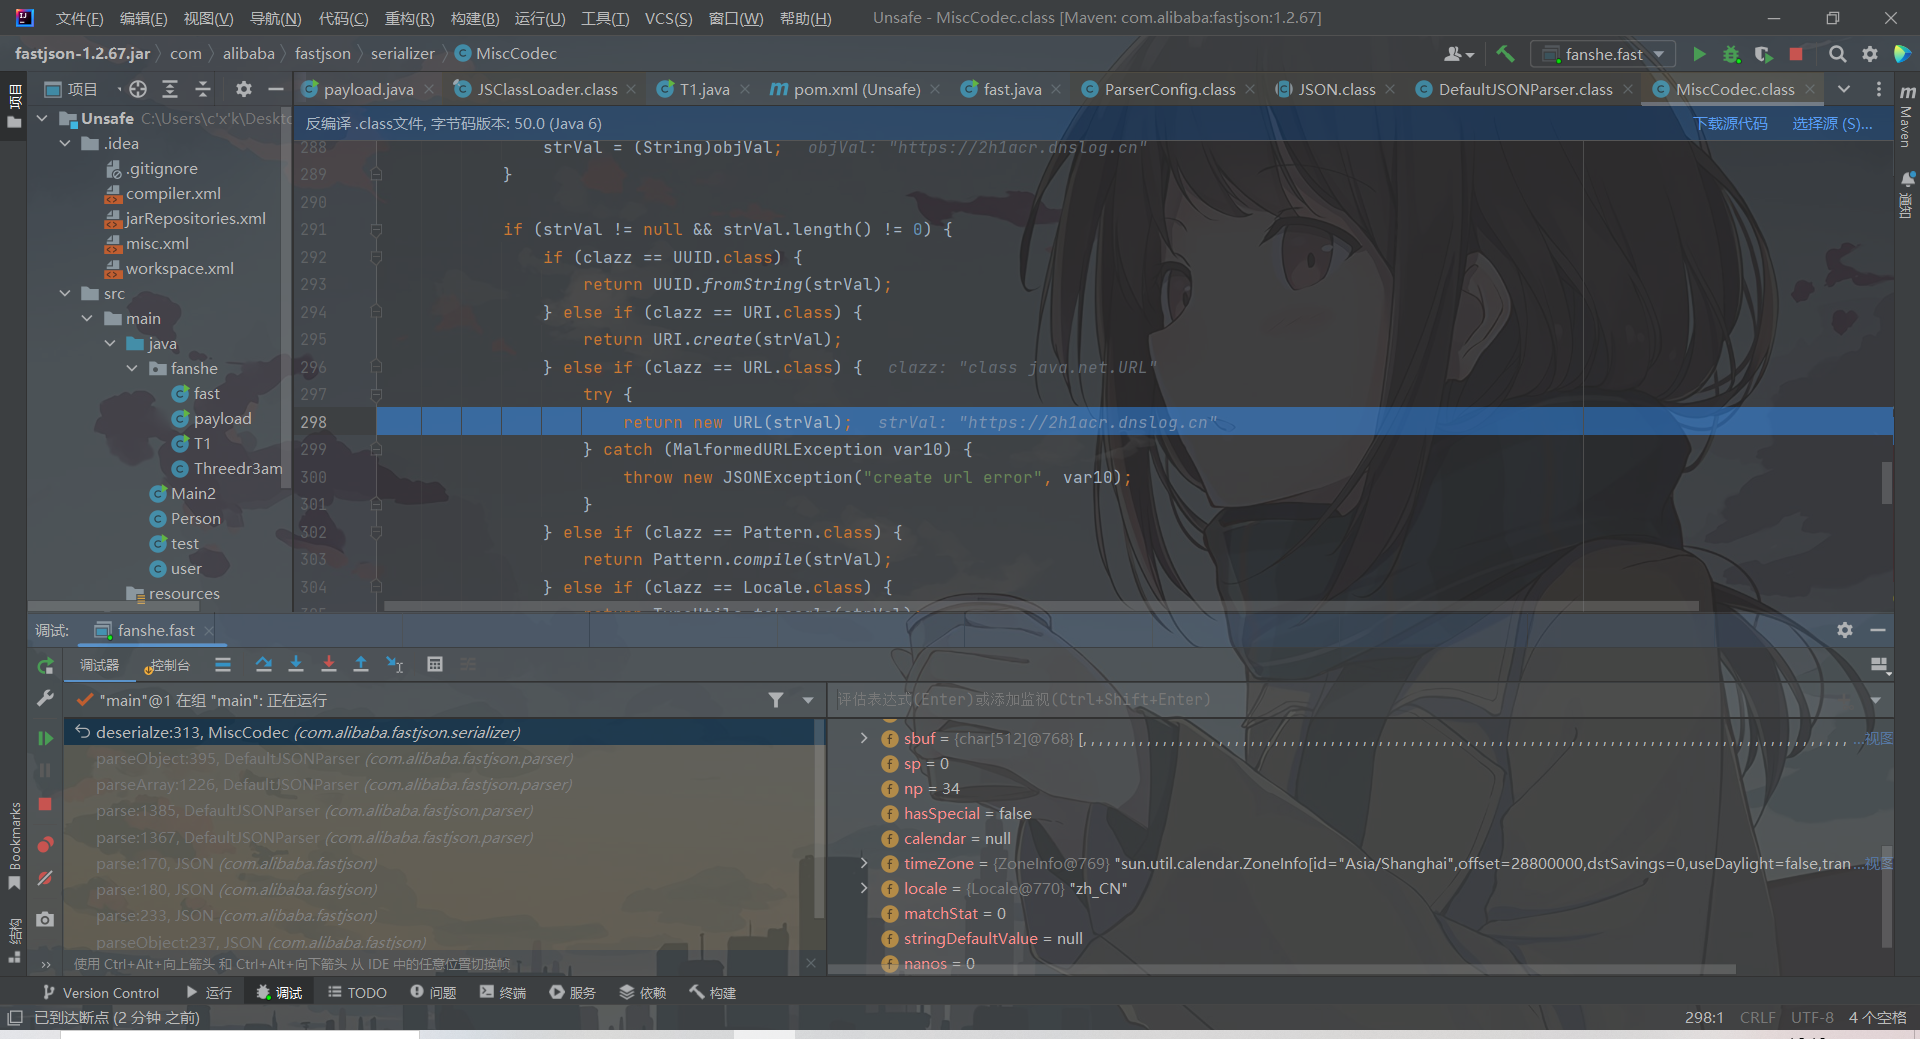 文件(F) 编辑(E) 视图(V) 导航(N) 代码(C) 重构(R) 构建(B) 运行(U) 工具(T) VCS(S) 窗口(W) 帮助(H) Unsafe - MiscCodec.class [Maven: com.alibaba:fastjson:1.2.67]
fastjson-1.2.67.jar com alibaba fastjson serializer MiscCodec fanshe.fast
项目 payload.java JSClassLoader.class T1.java pom.xml (Unsafe) fast.java ParserConfig.class JSON.class DefaultJSONParser.class MiscCodec.class
项目
Maven
通知
Unsafe C:\Users\c'x'k\Deskto
.idea
.gitignore
compiler.xml
jarRepositories.xml
misc.xml
workspace.xml
src
main
java
fanshe
fast
payload
T1
Threedr3am
Main2
Person
test
user
resources
反编译 .class文件, 字节码版本: 50.0 (Java 6) 下载源代码 选择源 (S)...
288 strVal = (String)objVal; objVal: "https://2h1acr.dnslog.cn"
289 }
290
291 if (strVal != null && strVal.length() != 0) {
292 if (clazz == UUID.class) {
293 return UUID.fromString(strVal);
294 } else if (clazz == URI.class) {
295 return URI.create(strVal);
296 } else if (clazz == URL.class) { clazz: "class java.net.URL"
297 try {
298 return new URL(strVal); strVal: "https://2h1acr.dnslog.cn"
299 } catch (MalformedURLException var10) {
300 throw new JSONException("create url error", var10);
301 }
302 } else if (clazz == Pattern.class) {
303 return Pattern.compile(strVal);
304 } else if (clazz == Locale.class) {
调试: fanshe.fast
调试器 控制台
"main"@1 在组 "main": 正在运行
deserialze:313, MiscCodec (com.alibaba.fastjson.serializer)
parseObject:395, DefaultJSONParser (com.alibaba.fastjson.parser)
parseArray:1226, DefaultJSONParser (com.alibaba.fastjson.parser)
parse:1385, DefaultJSONParser (com.alibaba.fastjson.parser)
parse:1367, DefaultJSONParser (com.alibaba.fastjson.parser)
parse:170, JSON (com.alibaba.fastjson)
parse:180, JSON (com.alibaba.fastjson)
parse:233, JSON (com.alibaba.fastjson)
parseObject:237, JSON (com.alibaba.fastjson)
使用 Ctrl+Alt+向上箭头 和 Ctrl+Alt+向下箭头 从 IDE 中的任意位置切换帧
评估表达式(Enter)或添加监视(Ctrl+Shift+Enter)
sbuf = {char[512]@768} [, ...视图
sp = 0
np = 34
hasSpecial = false
calendar = null
timeZone = {ZoneInfo@769} "sun.util.calendar.ZoneInfo[id="Asia/Shanghai",offset=28800000,dstSavings=0,useDaylight=false,tran ...视图
locale = {Locale@770} "zh_CN"
matchStat = 0
stringDefaultValue = null
nanos = 0
Bookmarks
结构
Version Control 运行 调试 TODO 问题 终端 服务 依赖 构建
已到达断点 (2 分钟 之前) 298:1 CRLF UTF-8 4 个空格